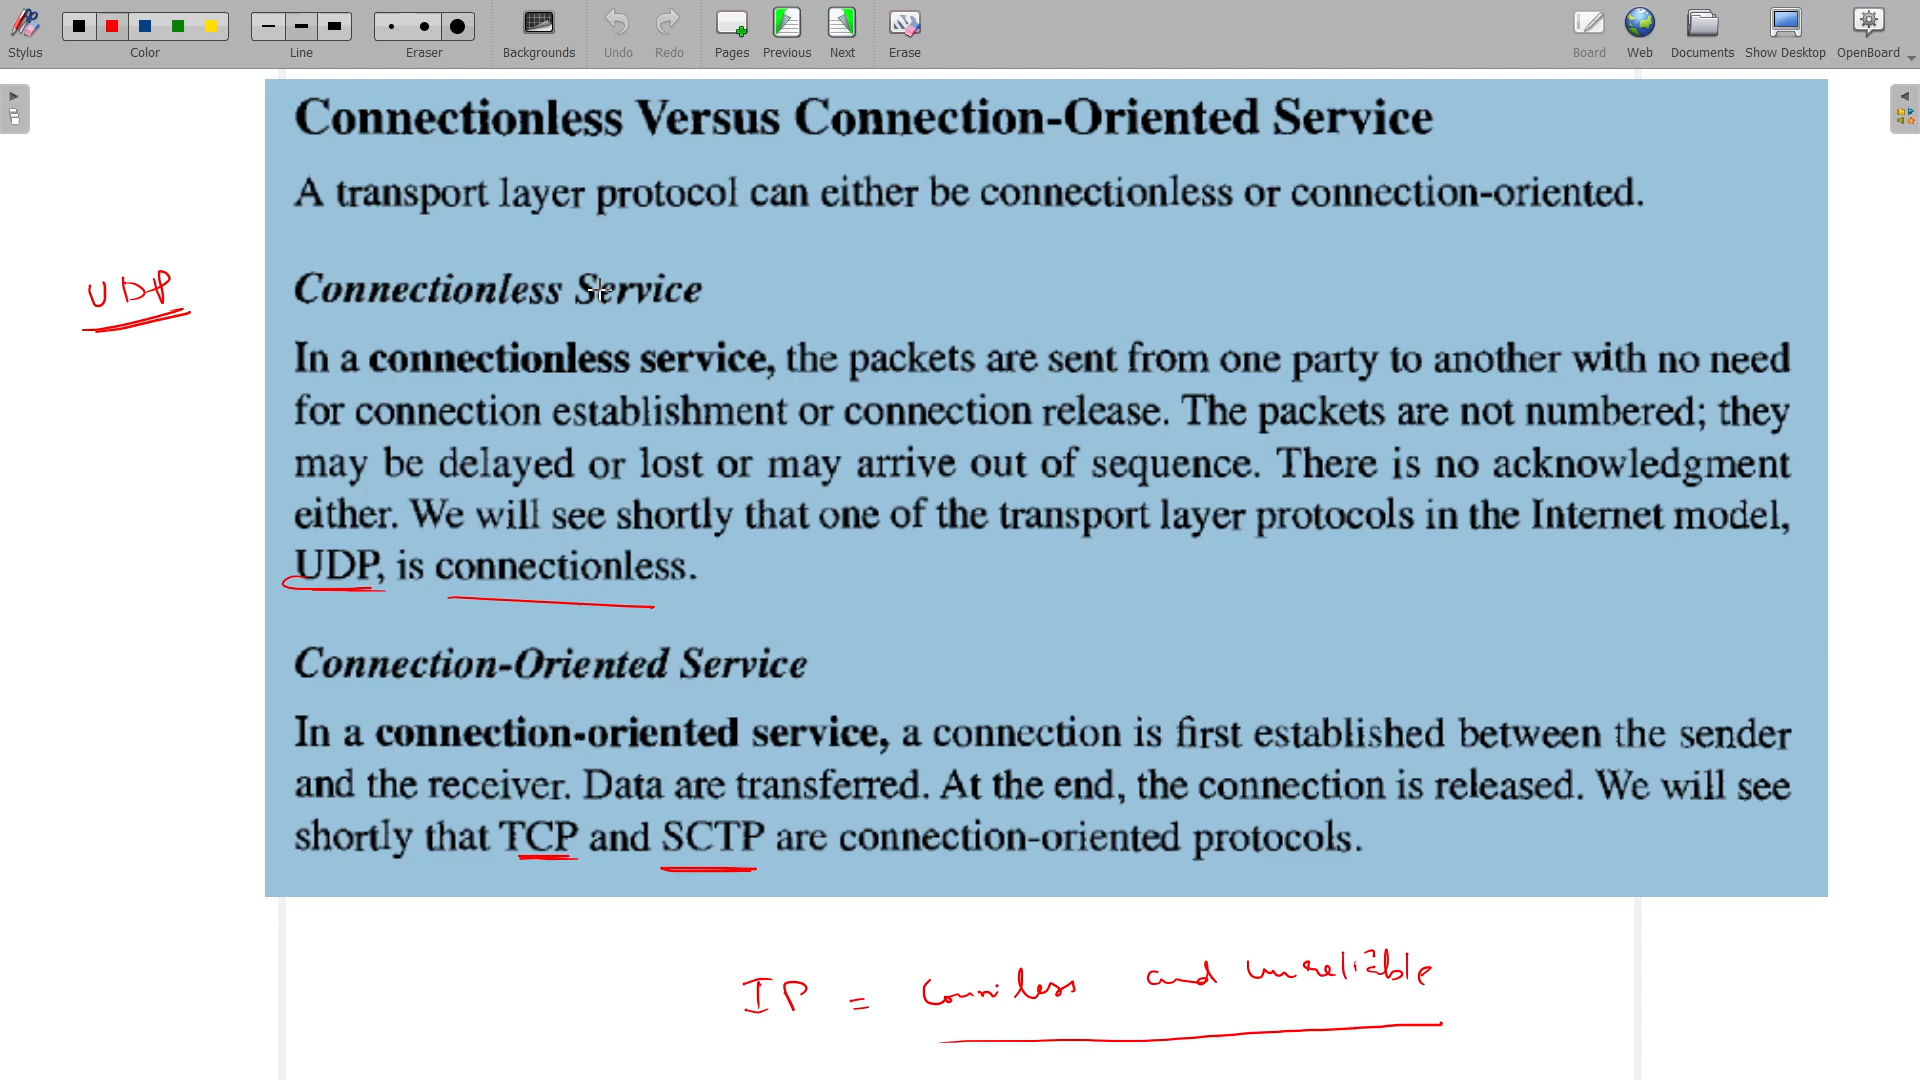 Stylus
Color
Line
Eraser
Backgrounds
Undo
Redo
Pages
Previous
Next
Erase
Board
Web
Documents
Show Desktop
OpenBoard
Connectionless Versus Connection-Oriented Service
A transport layer protocol can either be connectionless or connection-oriented.
UDP
Connectionless Service
In a connectionless service, the packets are sent from one party to another with no need
for connection establishment or connection release. The packets are not numbered; they
may be delayed or lost or may arrive out of sequence. There is no acknowledgment
either. We will see shortly that one of the transport layer protocols in the Internet model,
UDP, is connectionless.
Connection-Oriented Service
In a connection-oriented service, a connection is first established between the sender
and the receiver. Data are transferred. At the end, the connection is released. We will see
shortly that TCP and SCTP are connection-oriented protocols.
IP = and unreliable